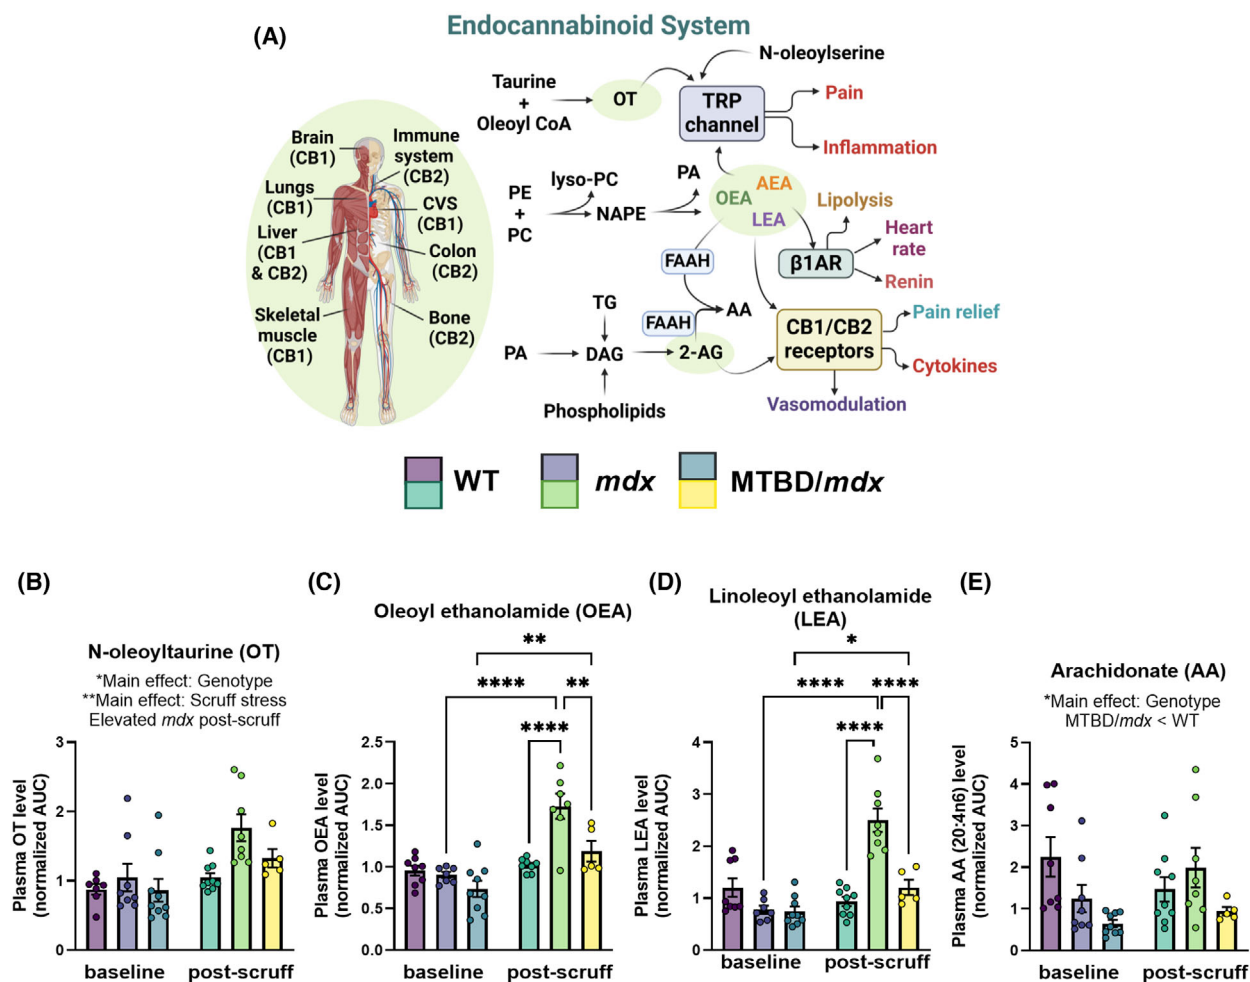 (A)
Endocannabinoid System
Brain
(CB1)
Immune
system
(CB2)
Lungs
(CB1)
CVS
(CB1)
Liver
(CB1
& CB2)
Colon
(CB2)
Skeletal
muscle
(CB1)
Bone
(CB2)
Taurine
+
Oleoyl CoA
OT
N-oleoylserine
TRP
channel
Pain
Inflammation
PE
+
PC
lyso-PC
NAPE
PA
OEA
AEA
LEA
Lipolysis
Heart
rate
β1AR
Renin
FAAH
TG
FAAH
AA
PA
DAG
2-AG
Phospholipids
CB1/CB2
receptors
Pain relief
Cytokines
Vasomodulation
WT
mdx
MTBD/mdx
(B)
N-oleoyltaurine (OT)
*Main effect: Genotype
**Main effect: Scruff stress
Elevated mdx post-scruff
Plasma OT level
(normalized AUC)
3
2
1
0
baseline
post-scruff
(C)
Oleoyl ethanolamide (OEA)
**
****
**
****
Plasma OEA level
(normalized AUC)
2.5
2.0
1.5
1.0
0.5
0.0
baseline
post-scruff
(D)
Linoleoyl ethanolamide
(LEA)
*
****
****
****
Plasma LEA level
(normalized AUC)
4
3
2
1
0
baseline
post-scruff
(E)
Arachidonate (AA)
*Main effect: Genotype
MTBD/mdx < WT
Plasma AA (20:4n6) level
(normalized AUC)
5
4
3
2
1
0
baseline
post-scruff